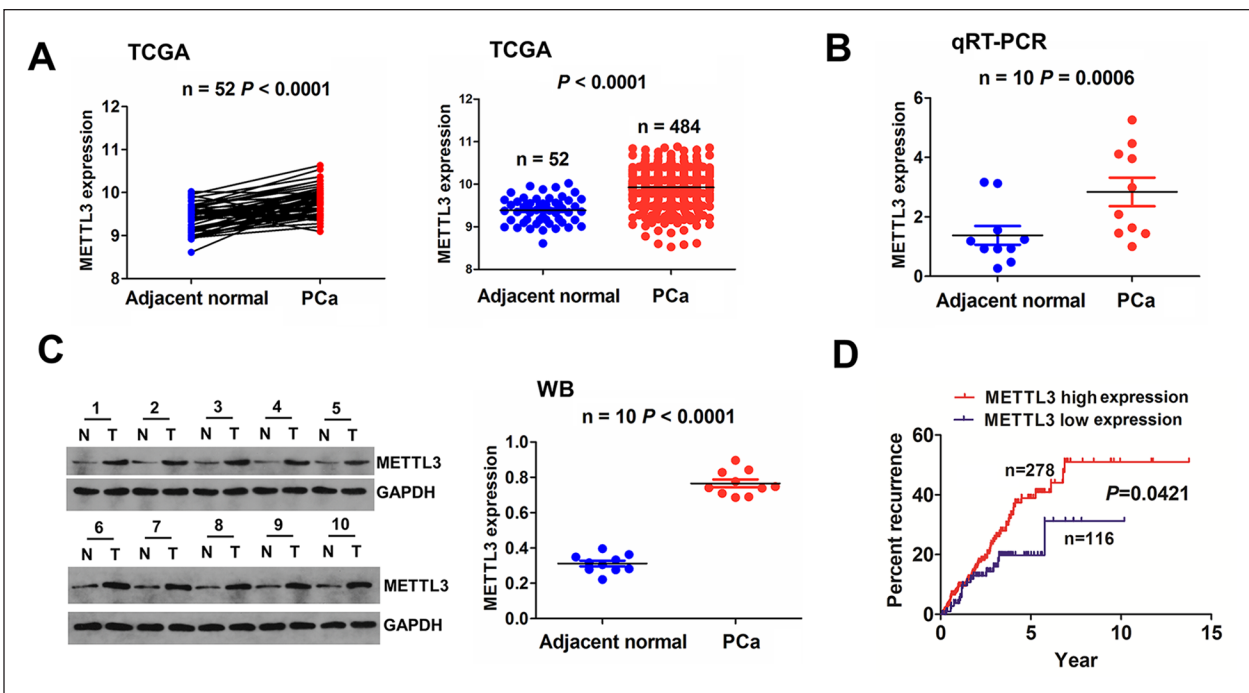 A
TCGA
n = 52 P < 0.0001
METTL3 expression
12
11
10
9
8
Adjacent normal
PCa
TCGA
P < 0.0001
n = 484
n = 52
METTL3 expression
12
11
10
9
8
Adjacent normal
PCa
B
qRT-PCR
n = 10 P = 0.0006
METTL3 expression
6
4
2
0
Adjacent normal
PCa
C
1 2 3 4 5
N T N T N T N T N T
METTL3
GAPDH
6 7 8 9 10
N T N T N T N T N T
METTL3
GAPDH
WB
n = 10 P < 0.0001
METTL3 expression
1.0
0.8
0.6
0.4
0.2
0.0
Adjacent normal
PCa
D
METTL3 high expression
METTL3 low expression
Percent recurrence
60
40
20
0
n=278
P=0.0421
n=116
0 5 10 15
Year